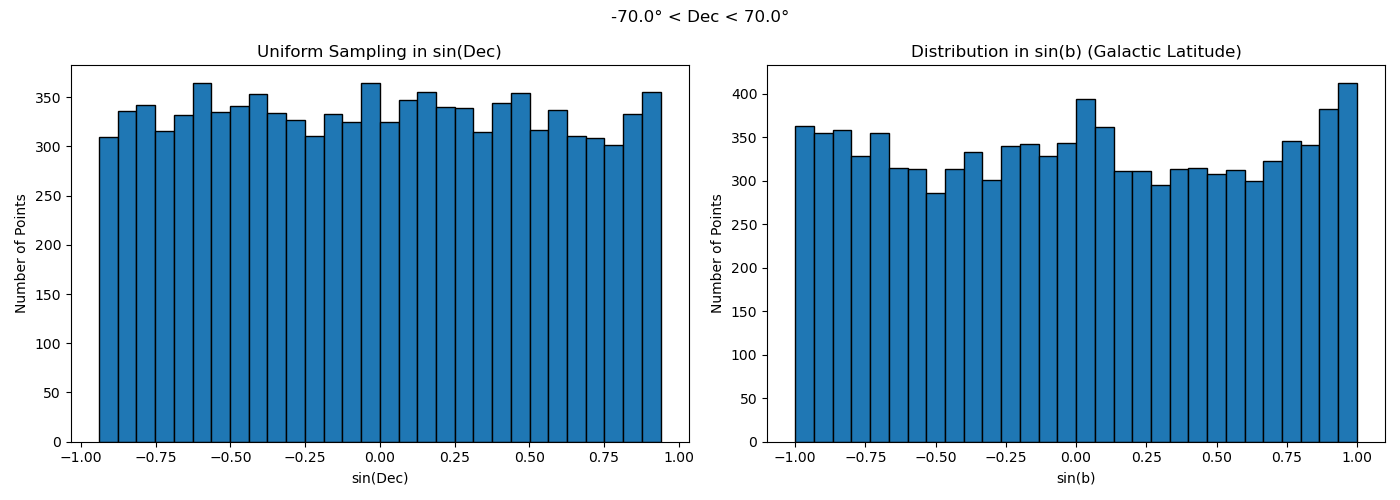 -70.0° < Dec < 70.0°
Uniform Sampling in sin(Dec)
Number of Points
350
300
250
200
150
100
50
0
−1.00 −0.75 −0.50 −0.25 0.00 0.25 0.50 0.75 1.00
sin(Dec)
Distribution in sin(b) (Galactic Latitude)
Number of Points
400
350
300
250
200
150
100
50
0
−1.00 −0.75 −0.50 −0.25 0.00 0.25 0.50 0.75 1.00
sin(b)